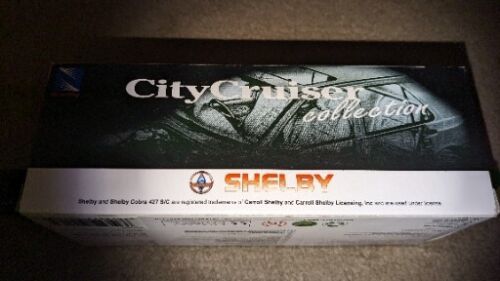 CityCruiser
collection
SHELBY
Shelby and Shelby Cobra 427 S/C are registered trademarks of Carroll Shelby and Carroll Shelby Licensing, Inc and are used under license